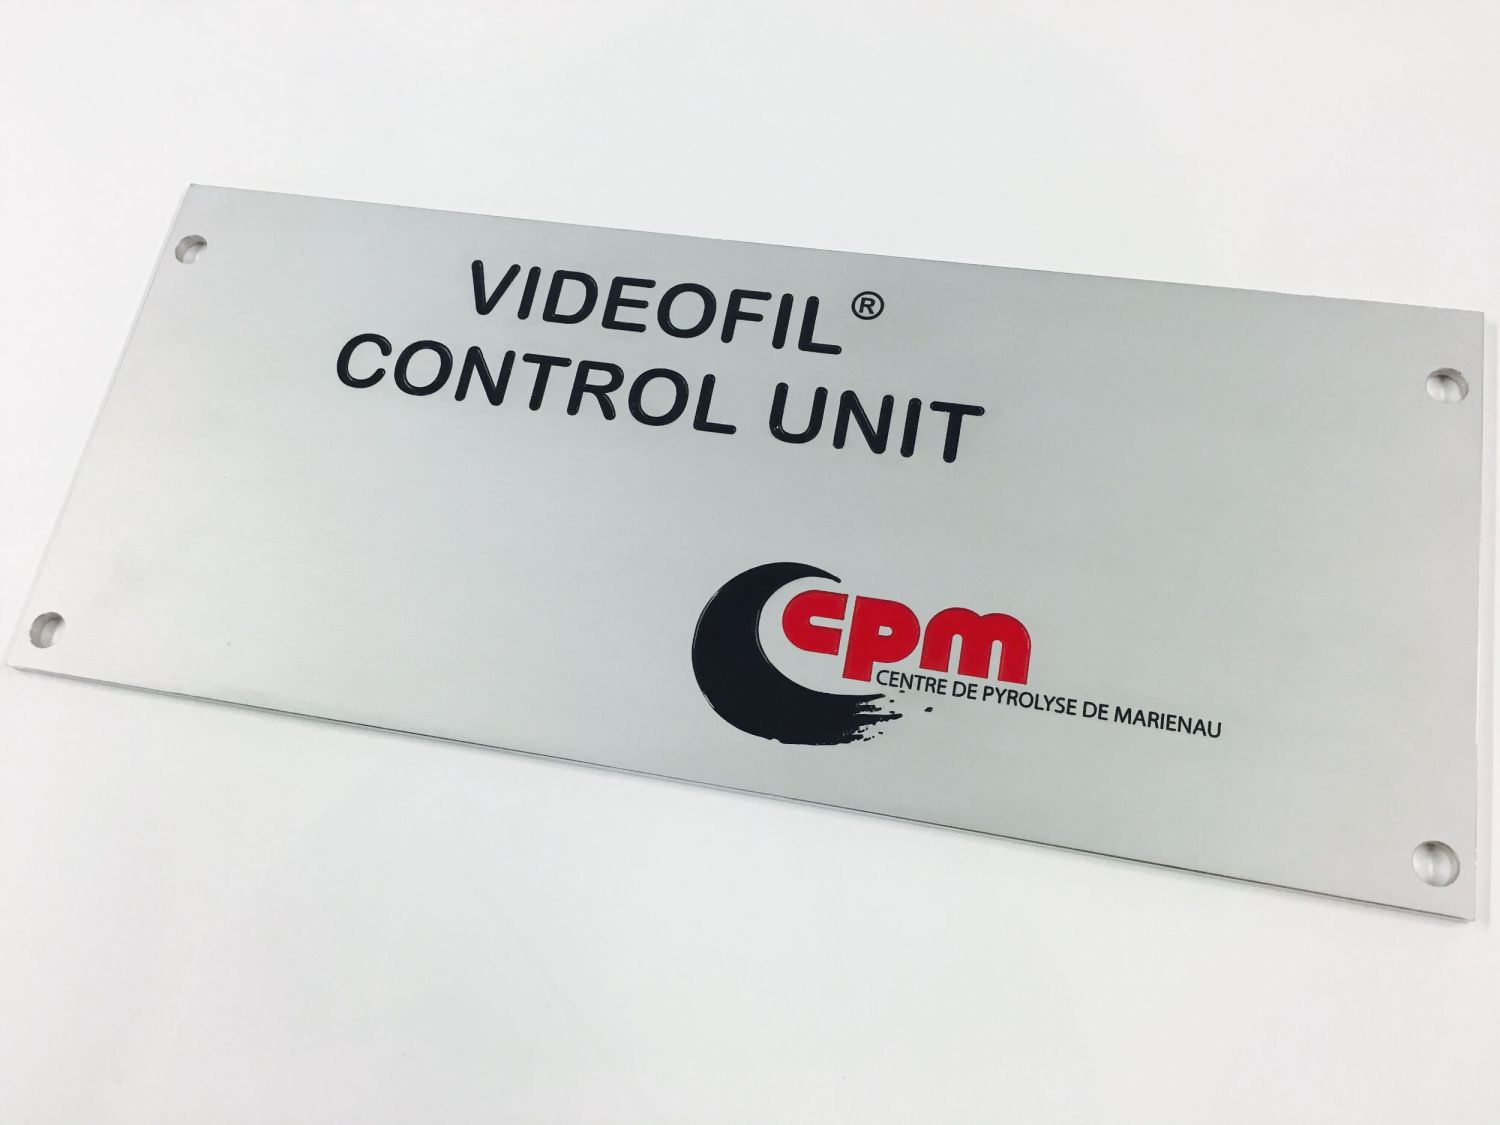 VIDEOFIL®
CONTROL UNIT
cpm
CENTRE DE PYROLYSE DE MARIENAU